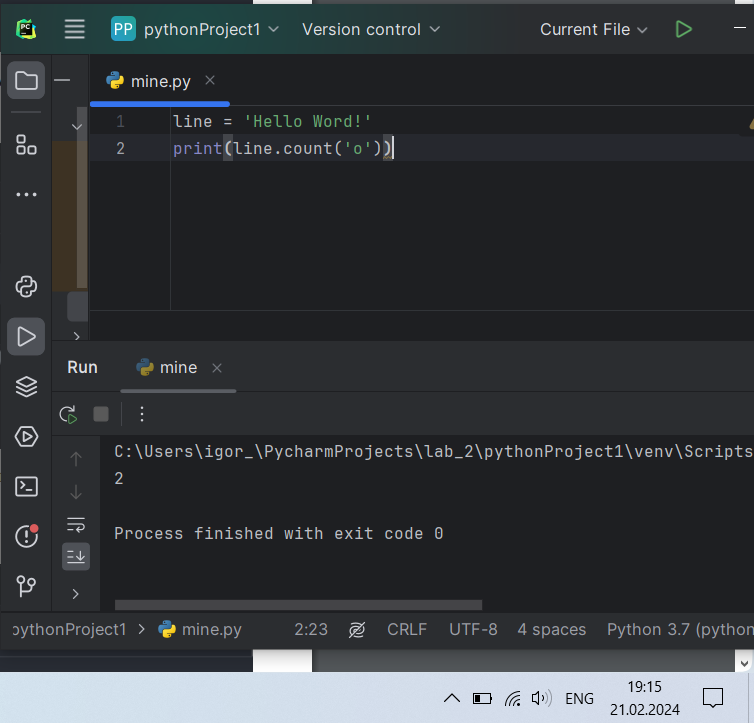 PC
PP pythonProject1 Version control Current File
mine.py
1 line = 'Hello Word!'
2 print(line.count('o'))
Run mine
C:\Users\igor_\PycharmProjects\lab_2\pythonProject1\venv\Scripts
2
Process finished with exit code 0
pythonProject1 > mine.py 2:23 CRLF UTF-8 4 spaces Python 3.7 (python
ENG 19:15
21.02.2024